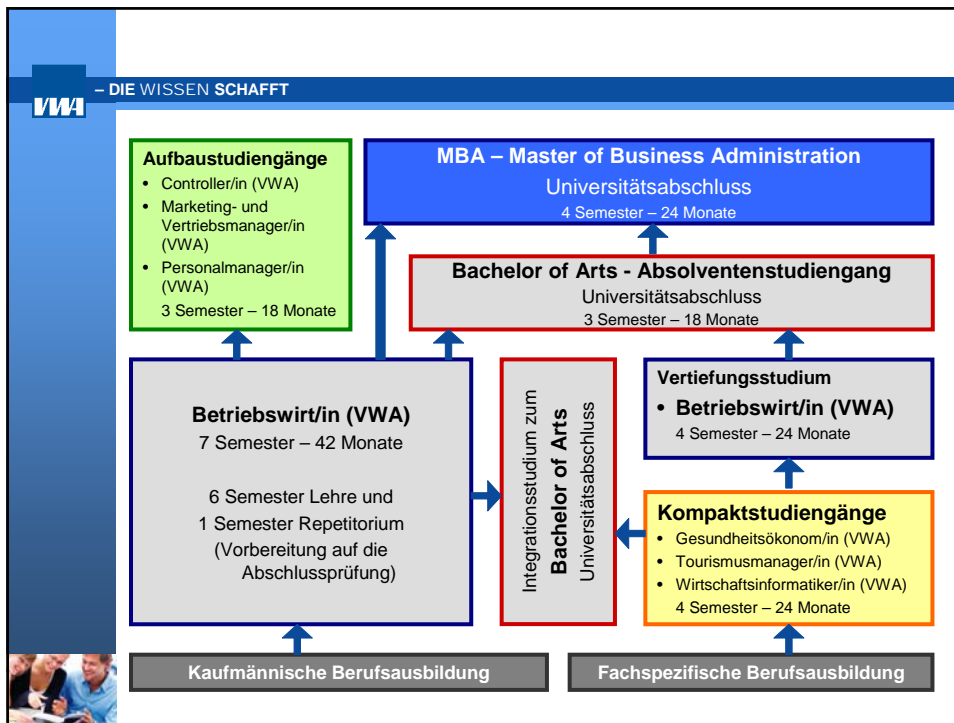 VWA
– DIE WISSEN SCHAFFT
Aufbaustudiengänge
• Controller/in (VWA)
• Marketing- und
Vertriebsmanager/in
(VWA)
• Personalmanager/in
(VWA)
3 Semester – 18 Monate
MBA – Master of Business Administration
Universitätsabschluss
4 Semester – 24 Monate
Bachelor of Arts - Absolventenstudiengang
Universitätsabschluss
3 Semester – 18 Monate
Betriebswirt/in (VWA)
7 Semester – 42 Monate
6 Semester Lehre und
1 Semester Repetitorium
(Vorbereitung auf die
Abschlussprüfung)
Integrationsstudium zum
Bachelor of Arts
Universitätsabschluss
Vertiefungsstudium
• Betriebswirt/in (VWA)
4 Semester – 24 Monate
Kompaktstudiengänge
• Gesundheitsökonom/in (VWA)
• Tourismusmanager/in (VWA)
• Wirtschaftsinformatiker/in (VWA)
4 Semester – 24 Monate
Kaufmännische Berufsausbildung
Fachspezifische Berufsausbildung